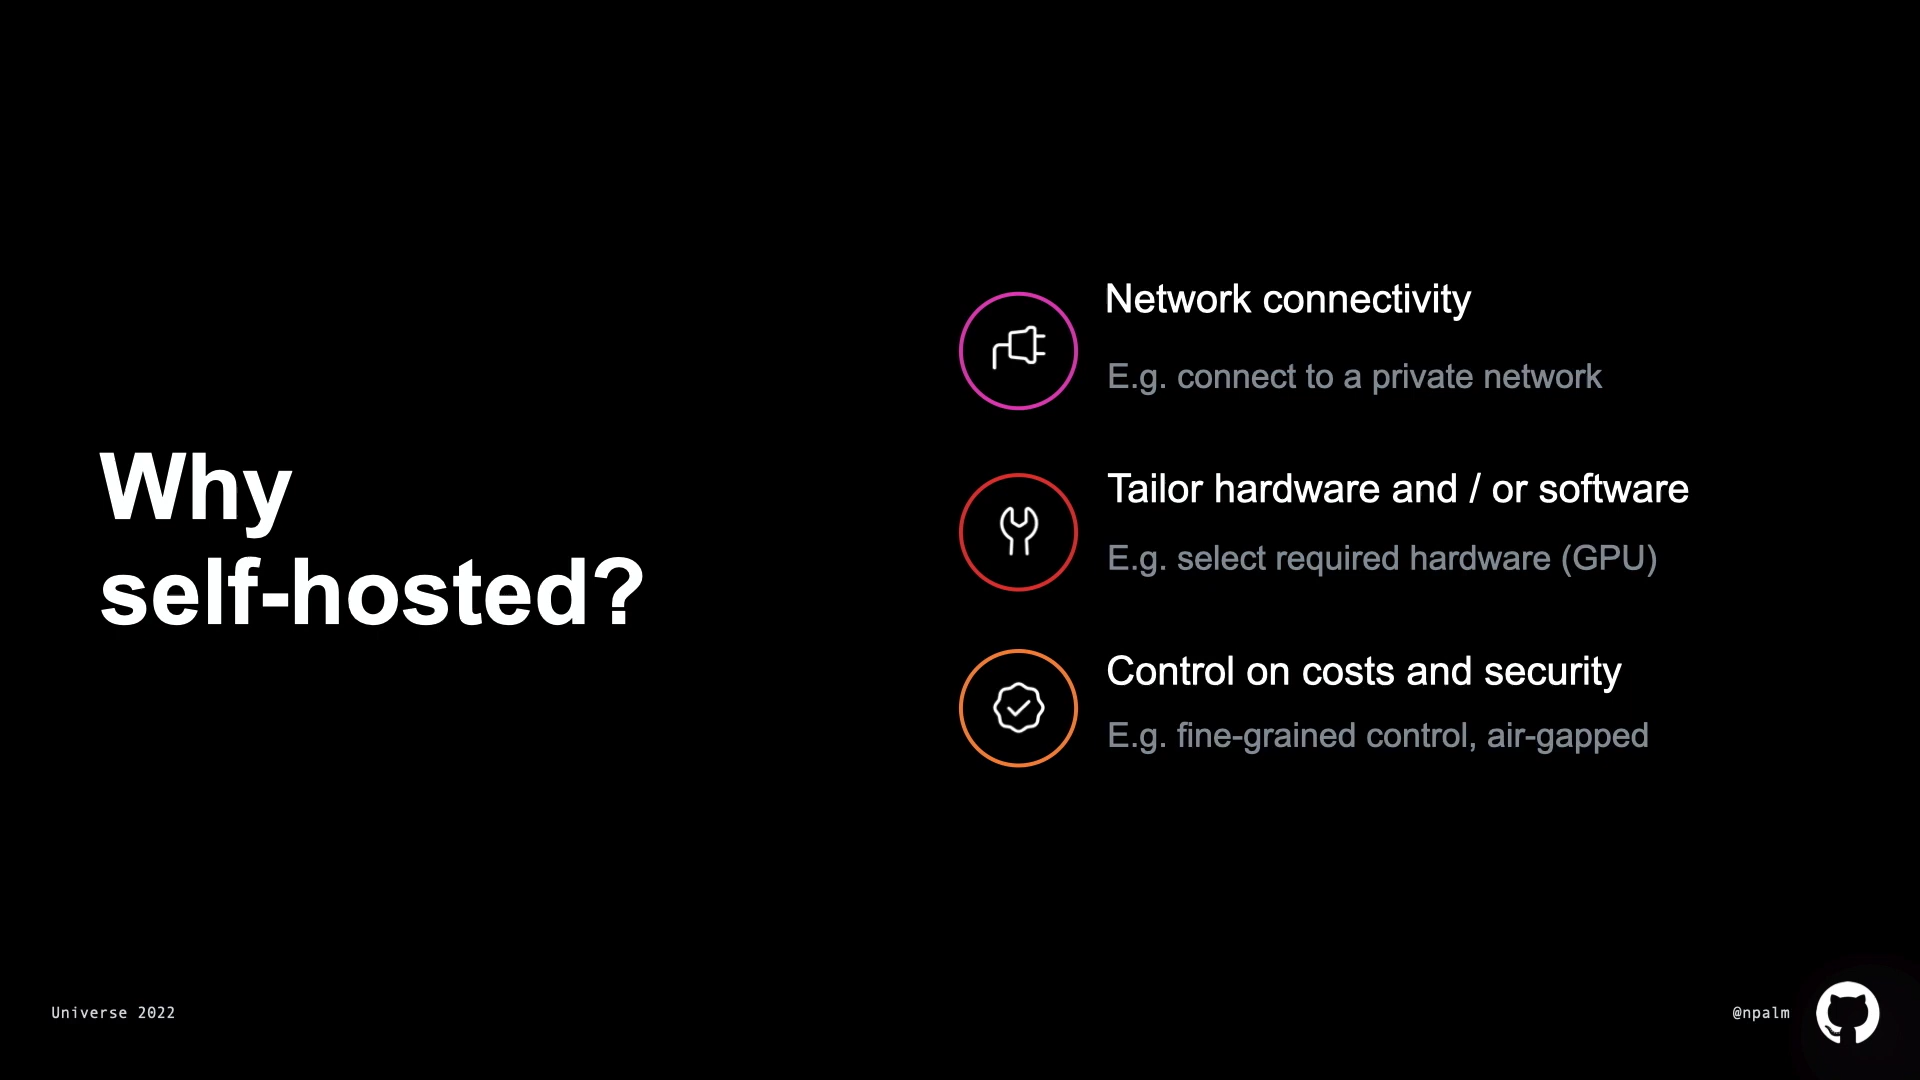 Why
self-hosted?
Network connectivity
E.g. connect to a private network
Tailor hardware and / or software
E.g. select required hardware (GPU)
Control on costs and security
E.g. fine-grained control, air-gapped
Universe 2022
@npalm